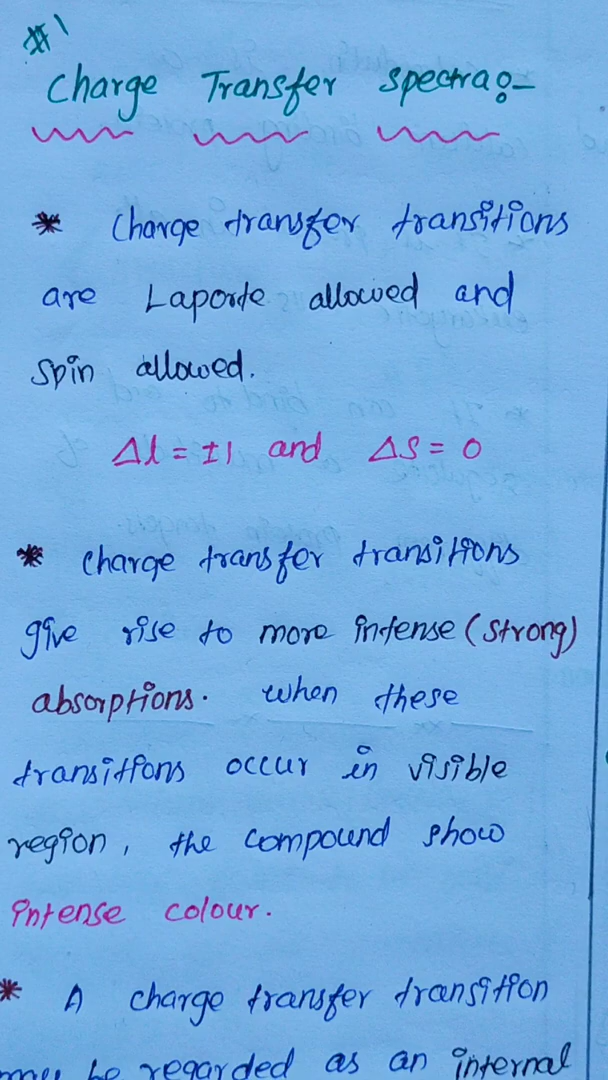 #1
Charge Transfer Spectra:-
* Charge transfer transitions
are Laporte allowed and
Spin allowed.
Δl = ±1 and ΔS = 0
* Charge transfer transitions
give rise to more intense (strong)
absorptions. When these
transitions occur in visible
region, the compound show
intense colour.
* A charge transfer transition
may be regarded as an internal